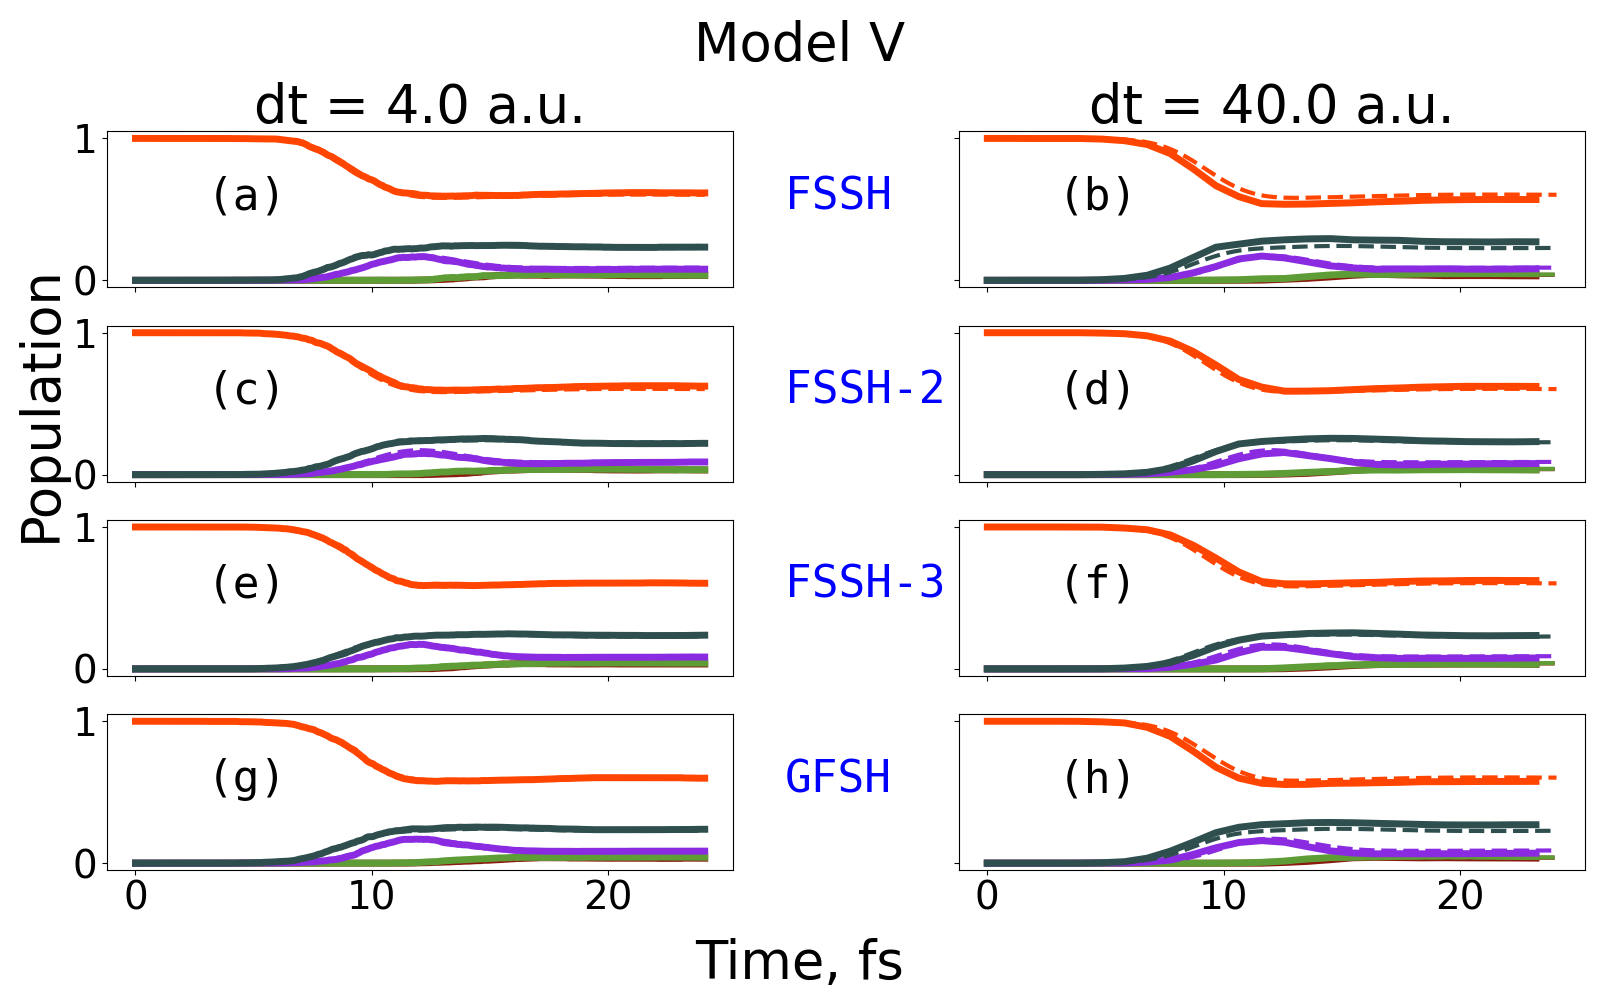 Model V
dt = 4.0 a.u.
dt = 40.0 a.u.
Population
1
0
(a)
FSSH
(b)
1
0
(c)
FSSH-2
(d)
1
0
(e)
FSSH-3
(f)
1
0
(g)
GFSH
(h)
0 10 20
0 10 20
Time, fs